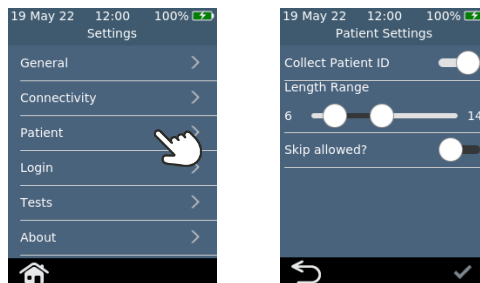 19 May 22 12:00 100%
Settings
General
Connectivity
Patient
Login
Tests
About
19 May 22 12:00 100%
Patient Settings
Collect Patient ID
Length Range
6 14
Skip allowed?